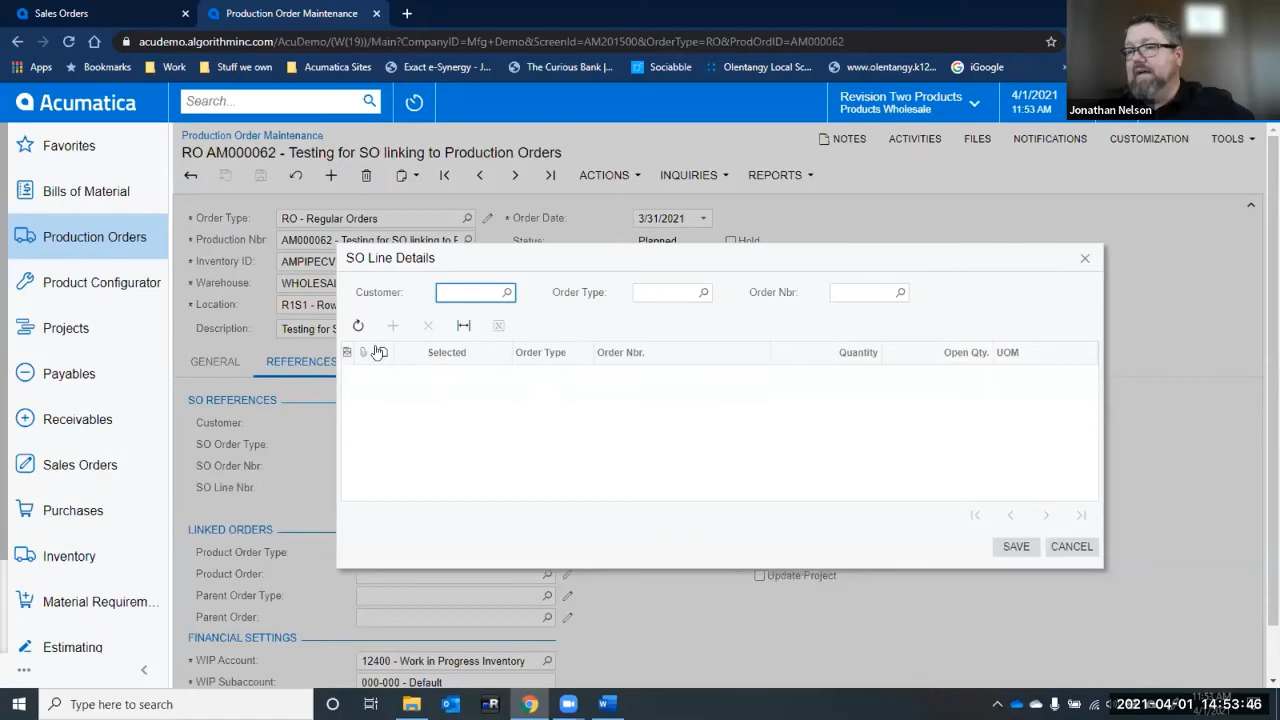 Sales Orders
Production Order Maintenance
acudemo.algorithminc.com/AcuDemo/(W(19))/Main?CompanyID=Mfg+Demo&ScreenId=AM201500&OrderType=RO&ProdOrdID=AM000062
Apps Bookmarks Work Stuff we own Acumatica Sites Exact e-Synergy - J... The Curious Bank |... Sociabble Olentangy Local Sc... www.olentangy.k12... iGoogle
Jonathan Nelson
Acumatica
Search...
Revision Two Products
Products Wholesale
4/1/2021
11:53 AM
Favorites
Bills of Material
Production Orders
Product Configurator
Projects
Payables
Receivables
Sales Orders
Purchases
Inventory
Material Requirem...
Estimating
Production Order Maintenance
RO AM000062 - Testing for SO linking to Production Orders
NOTES ACTIVITIES FILES NOTIFICATIONS CUSTOMIZATION TOOLS
ACTIONS INQUIRIES REPORTS
* Order Type: RO - Regular Orders * Order Date: 3/31/2021
* Production Nbr: AM000062 - Testing for SO linking to Status: Planned Hold
* Inventory ID: AMPIPECV
* Warehouse: WHOLESAL
* Location: R1S1 - Row
Description: Testing for S
GENERAL REFERENCES
SO REFERENCES
Customer:
SO Order Type:
SO Order Nbr:
SO Line Nbr:
LINKED ORDERS
Product Order Type:
Product Order:
Update Project
Parent Order Type:
Parent Order:
FINANCIAL SETTINGS
* WIP Account: 12400 - Work in Progress Inventory
* WIP Subaccount: 000-000 - Default
SO Line Details
Customer: Order Type: Order Nbr:
Selected Order Type Order Nbr. Quantity Open Qty. UOM
SAVE CANCEL
Type here to search
11:53 AM
2021-04-01 14:53:46